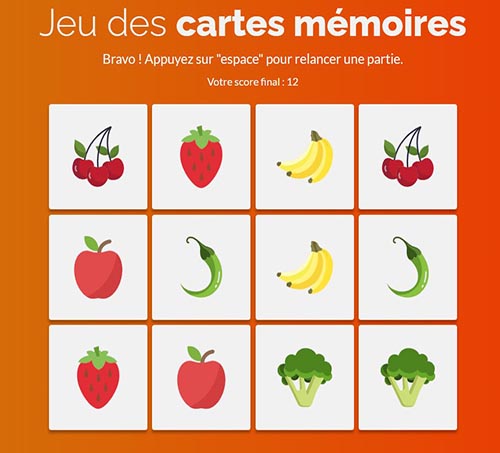 Jeu des cartes mémoires
Bravo ! Appuyez sur "espace" pour relancer une partie.
Votre score final : 12